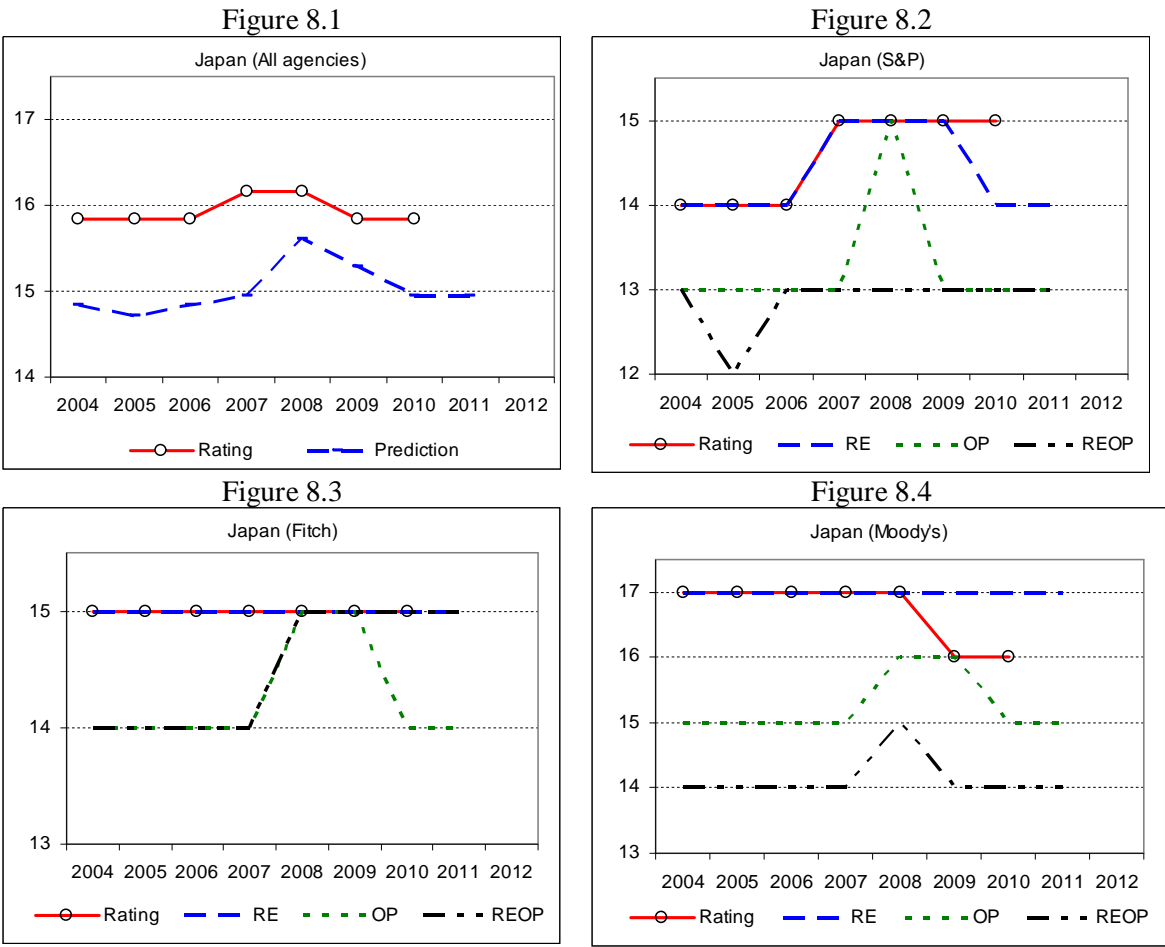 Figure 8.1
Japan (All agencies)
17
16
15
14
2004 2005 2006 2007 2008 2009 2010 2011 2012
Rating Prediction
Figure 8.2
Japan (S&P)
15
14
13
12
2004 2005 2006 2007 2008 2009 2010 2011 2012
Rating RE OP REOP
Figure 8.3
Japan (Fitch)
15
14
13
2004 2005 2006 2007 2008 2009 2010 2011 2012
Rating RE OP REOP
Figure 8.4
Japan (Moody's)
17
16
15
14
13
2004 2005 2006 2007 2008 2009 2010 2011 2012
Rating RE OP REOP